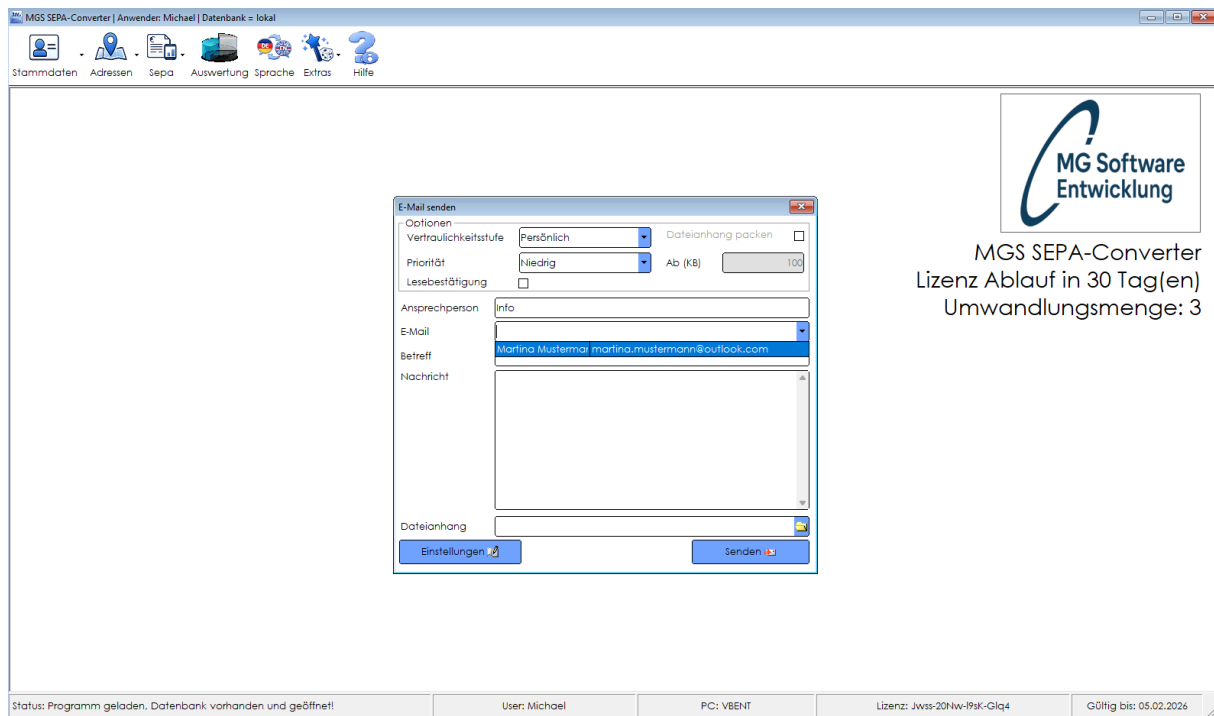 MGS SEPA-Converter | Anwender: Michael | Datenbank = lokal
Stammdaten Adressen Sepa Auswertung Sprache Extras Hilfe
MG Software
Entwicklung
MGS SEPA-Converter
Lizenz Ablauf in 30 Tag(en)
Umwandlungsmenge: 3
E-Mail senden
Optionen
Vertraulichkeitsstufe Persönlich Dateianhang packen
Priorität Niedrig Ab (KB) 100
Lesebestätigung
Ansprechperson Info
E-Mail
Martina Musterman martina.mustermann@outlook.com
Betreff
Nachricht
Dateianhang
Einstellungen Senden
Status: Programm geladen, Datenbank vorhanden und geöffnet! User: Michael PC: VBENT Lizenz: Jwss-20Nw-l9sK-Glq4 Gültig bis: 05.02.2026